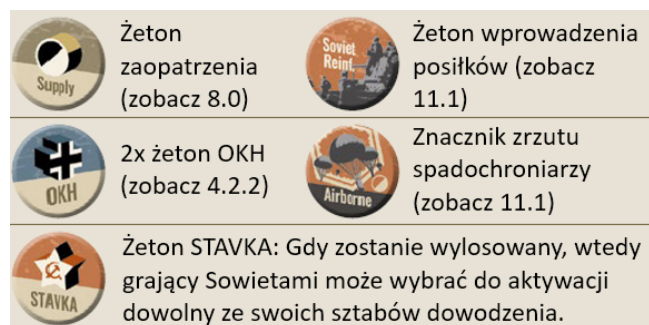 Supply
Żeton
zaopatrzenia
(zobacz 8.0)
Soviet
Reinf.
Żeton wprowadzenia
posiłków (zobacz
11.1)
OKH
2x żeton OKH
(zobacz 4.2.2)
Airborne
Znacznik zrzutu
spadochroniarzy
(zobacz 11.1)
STAVKA
Żeton STAVKA: Gdy zostanie wylosowany, wtedy
grający Sowietami może wybrać do aktywacji
dowolny ze swoich sztabów dowodzenia.